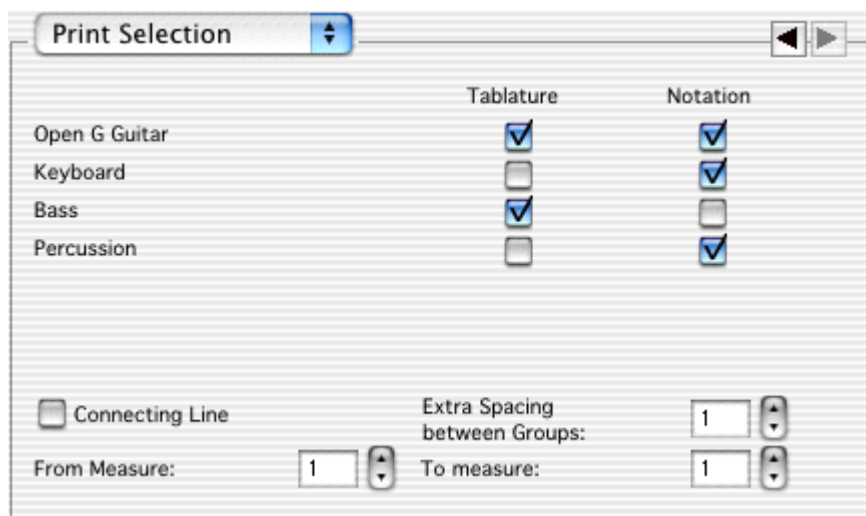 Print Selection
Tablature Notation
Open G Guitar
Keyboard
Bass
Percussion
Connecting Line
Extra Spacing
between Groups: 1
From Measure: 1 To measure: 1